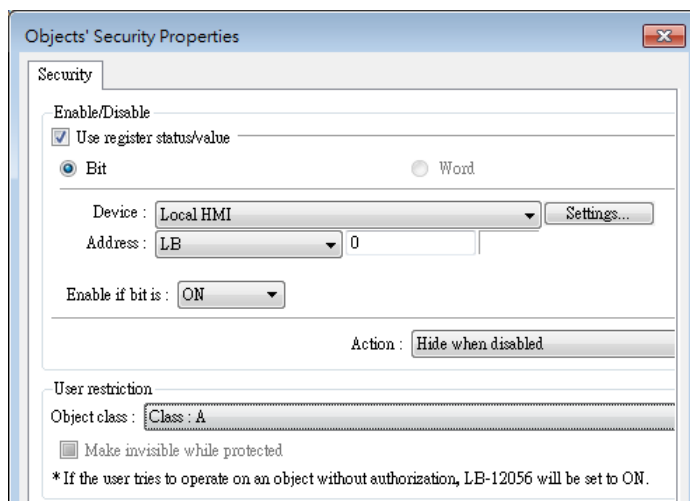 Objects' Security Properties
Security
Enable/Disable
Use register status/value
Bit Word
Device : Local HMI Settings...
Address : LB 0
Enable if bit is : ON
Action : Hide when disabled
User restriction
Object class : Class : A
Make invisible while protected
* If the user tries to operate on an object without authorization, LB-12056 will be set to ON.